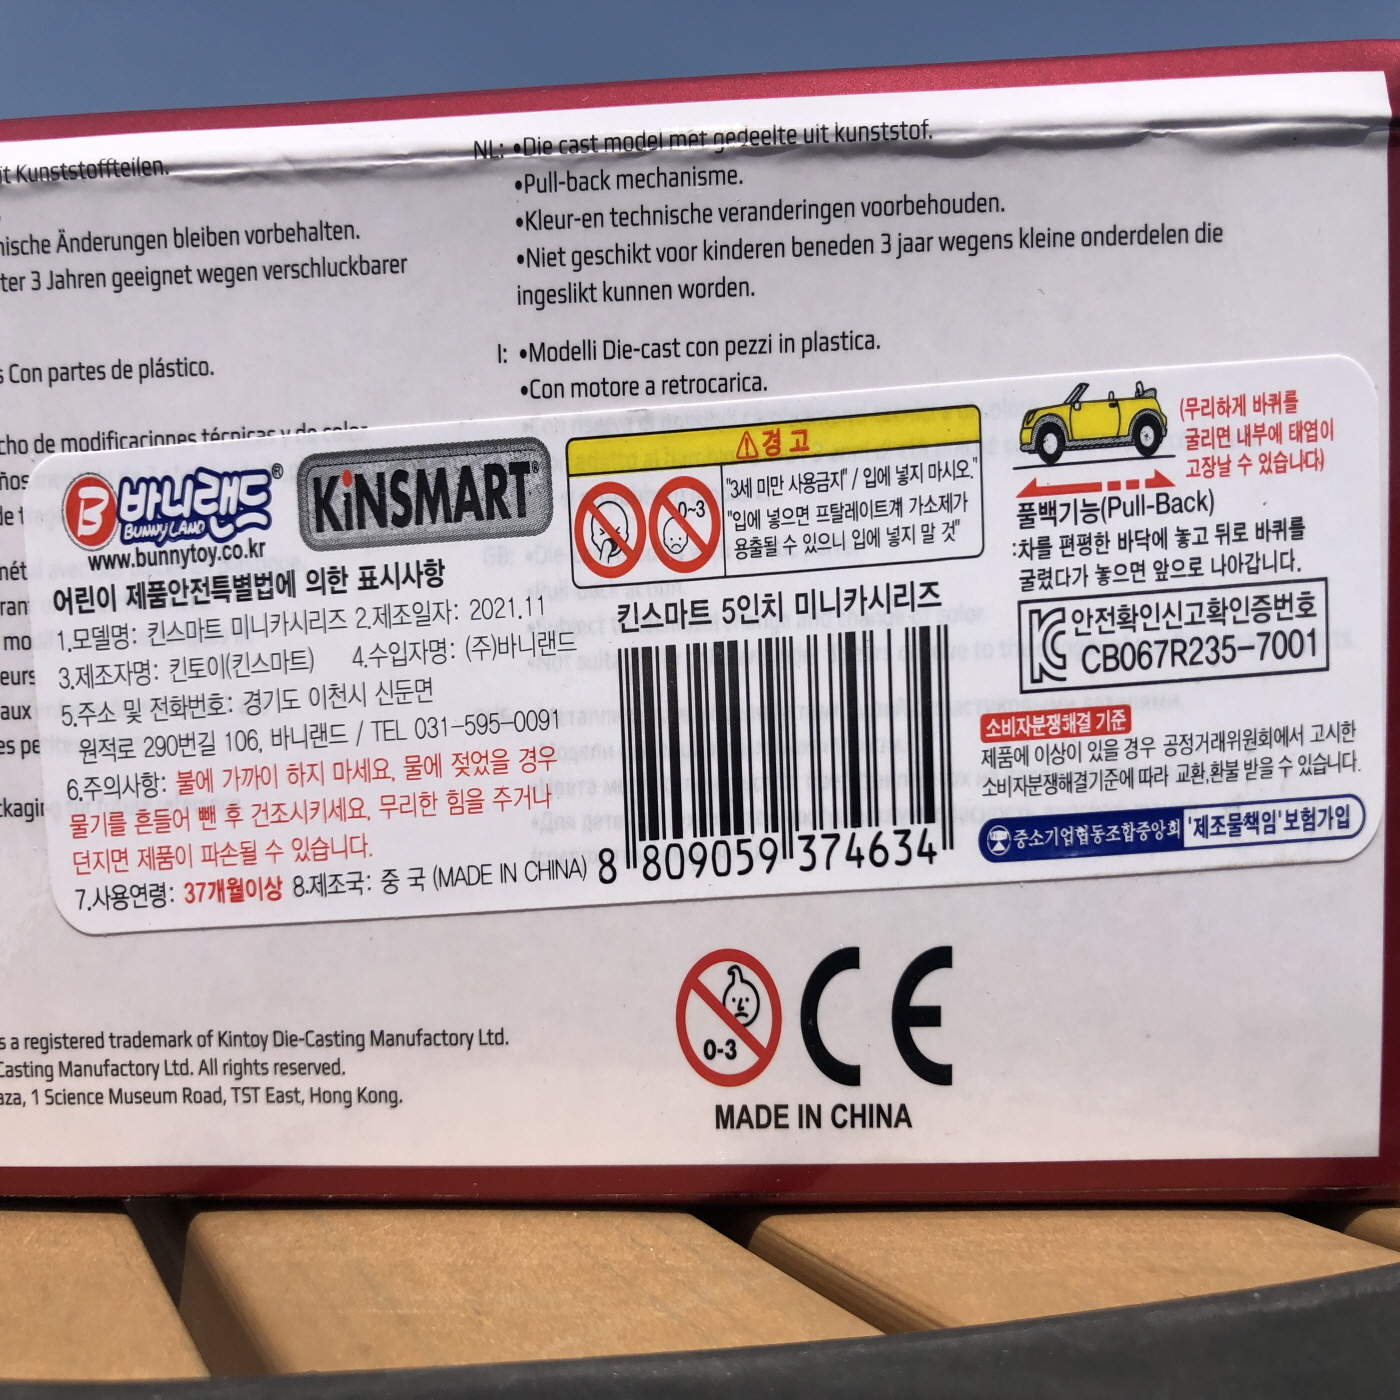 it Kunststoffteilen.
nische Änderungen bleiben vorbehalten.
ter 3 Jahren geeignet wegen verschluckbarer
s Con partes de plástico.
cho de modificaciones técnicas y de color
NL: •Die cast model met gedeelte uit kunststof.
•Pull-back mechanisme.
•Kleur-en technische veranderingen voorbehouden.
•Niet geschikt voor kinderen beneden 3 jaar wegens kleine onderdelen die
ingeslikt kunnen worden.
I: •Modelli Die-cast con pezzi in plastica.
•Con motore a retrocarica.
B 바니랜드®
BUNNY LAND
www.bunnytoy.co.kr
KiNSMART®
어린이 제품안전특별법에 의한 표시사항
1.모델명: 킨스마트 미니카시리즈 2.제조일자: 2021.11
3.제조자명: 킨토이(킨스마트) 4.수입자명: (주)바니랜드
5.주소 및 전화번호: 경기도 이천시 신둔면
원적로 290번길 106, 바니랜드 / TEL 031-595-0091
6.주의사항: 불에 가까이 하지 마세요, 물에 젖었을 경우
물기를 흔들어 뺀 후 건조시키세요, 무리한 힘을 주거나
던지면 제품이 파손될 수 있습니다.
7.사용연령: 37개월이상 8.제조국: 중 국 (MADE IN CHINA)
⚠경 고
0~3
"3세 미만 사용금지" / 입에 넣지 마시오."
"입에 넣으면 프탈레이트계 가소제가
용출될 수 있으니 입에 넣지 말 것"
킨스마트 5인치 미니카시리즈
8 809059 374634
(무리하게 바퀴를
굴리면 내부에 태엽이
고장날 수 있습니다)
풀백기능(Pull-Back)
:차를 편평한 바닥에 놓고 뒤로 바퀴를
굴렸다가 놓으면 앞으로 나아갑니다.
안전확인신고확인증번호
CB067R235-7001
소비자분쟁해결 기준
제품에 이상이 있을 경우 공정거래위원회에서 고시한
소비자분쟁해결기준에 따라 교환,환불 받을 수 있습니다.
중소기업협동조합중앙회 '제조물책임'보험가입
s a registered trademark of Kintoy Die-Casting Manufactory Ltd.
Casting Manufactory Ltd. All rights reserved.
aza, 1 Science Museum Road, TST East, Hong Kong.
0-3
CE
MADE IN CHINA